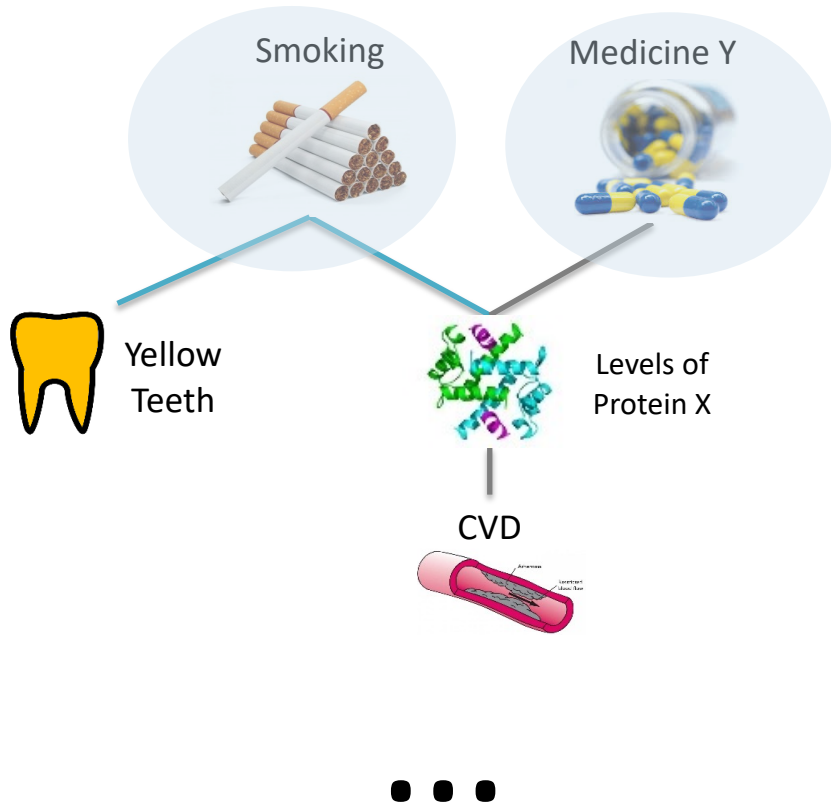 Smoking
Medicine Y
Yellow
Teeth
Levels of
Protein X
CVD
...